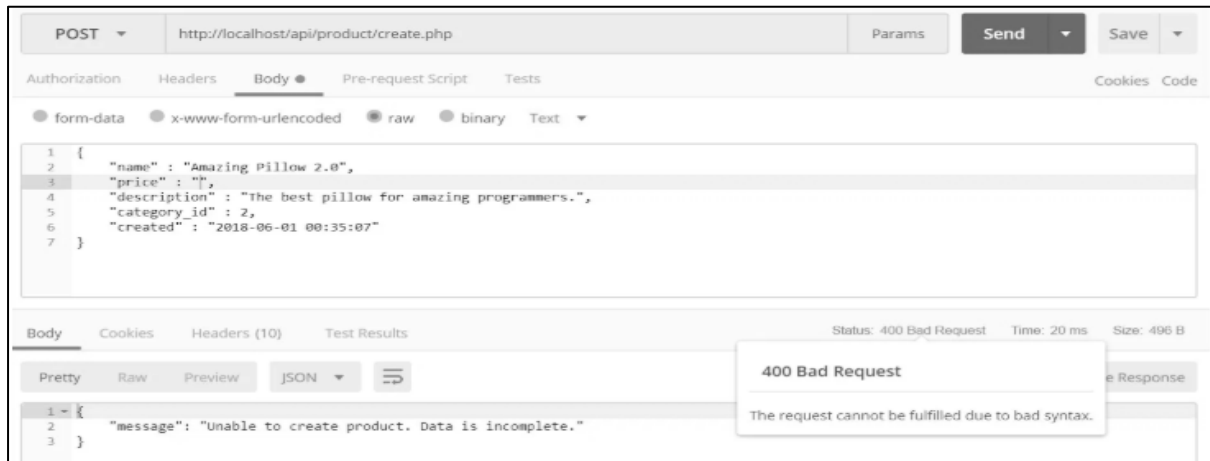 POST http://localhost/api/product/create.php Params Send Save
Authorization Headers Body Pre-request Script Tests Cookies Code
form-data x-www-form-urlencoded raw binary Text
1 {
2 "name" : "Amazing Pillow 2.0",
3 "price" : "",
4 "description" : "The best pillow for amazing programmers.",
5 "category_id" : 2,
6 "created" : "2018-06-01 00:35:07"
7 }
Body Cookies Headers (10) Test Results Status: 400 Bad Request Time: 20 ms Size: 496 B
Pretty Raw Preview JSON e Response
400 Bad Request
The request cannot be fulfilled due to bad syntax.
1 {
2 "message": "Unable to create product. Data is incomplete."
3 }